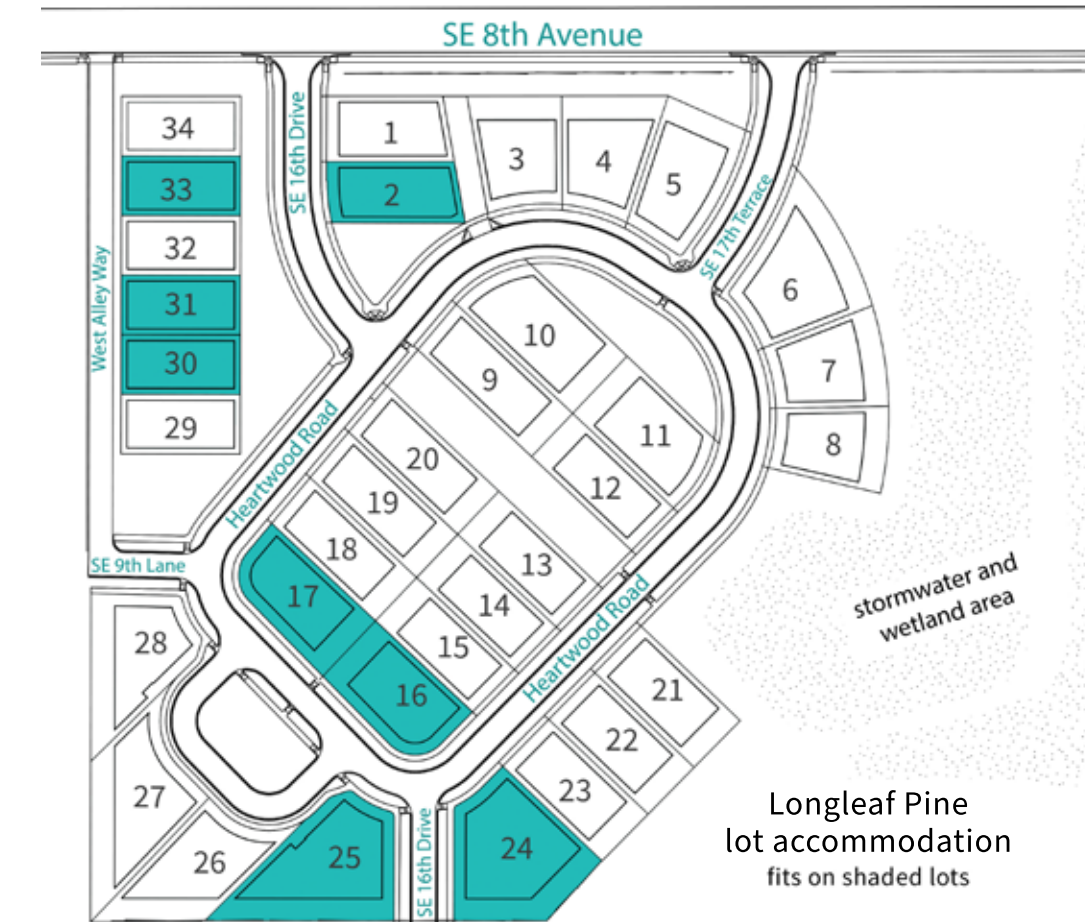 SE 8th Avenue
SE 16th Drive
SE 17th Terrace
West Alley Way
34
33
32
31
30
29
1
2
3
4
5
6
7
8
10
9
11
12
20
19
18
17
13
14
15
16
Heartwood Road
Heartwood Road
SE 9th Lane
28
27
26
25
24
23
22
21
SE 16th Drive
stormwater and
wetland area
Longleaf Pine
lot accommodation
fits on shaded lots